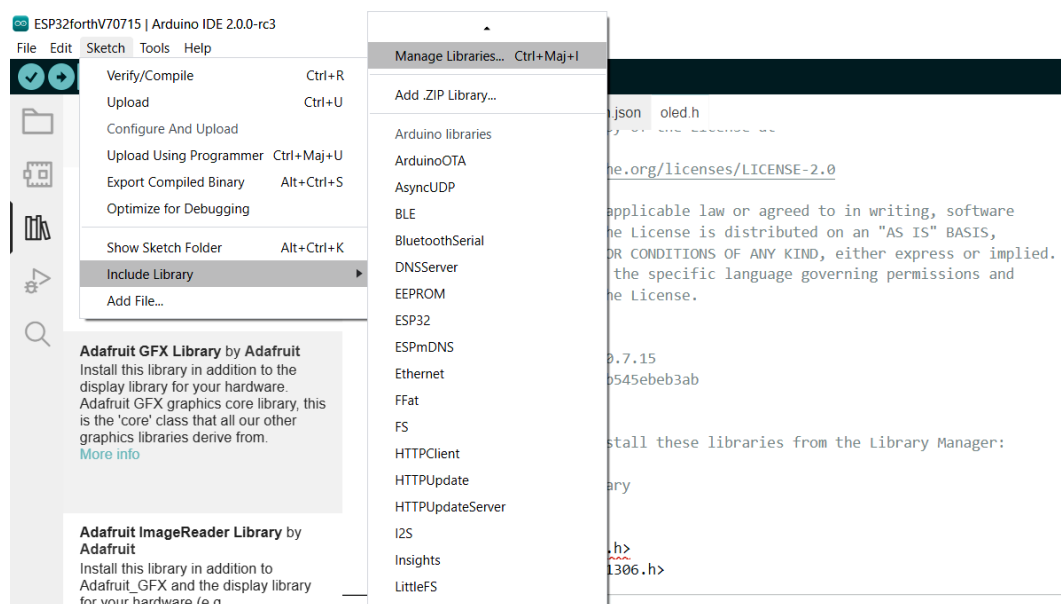 ESP32forthV70715 | Arduino IDE 2.0.0-rc3
File Edit Sketch Tools Help
Verify/Compile Ctrl+R
Upload Ctrl+U
Configure And Upload
Upload Using Programmer Ctrl+Maj+U
Export Compiled Binary Alt+Ctrl+S
Optimize for Debugging
Show Sketch Folder Alt+Ctrl+K
Include Library
Add File...
Manage Libraries... Ctrl+Maj+I
Add .ZIP Library...
Arduino libraries
ArduinoOTA
AsyncUDP
BLE
BluetoothSerial
DNSServer
EEPROM
ESP32
ESPmDNS
Ethernet
FFat
FS
HTTPClient
HTTPUpdate
HTTPUpdateServer
I2S
Insights
LittleFS
Adafruit GFX Library by Adafruit
Install this library in addition to the
display library for your hardware.
Adafruit GFX graphics core library, this
is the 'core' class that all our other
graphics libraries derive from.
More info
Adafruit ImageReader Library by
Adafruit
Install this library in addition to
Adafruit_GFX and the display library
for your hardware (e.g.
.json oled.h
of the License at
he.org/licenses/LICENSE-2.0
applicable law or agreed to in writing, software
he License is distributed on an "AS IS" BASIS,
OR CONDITIONS OF ANY KIND, either express or implied.
the specific language governing permissions and
he License.
0.7.15
b545ebeb3ab
stall these libraries from the Library Manager:
ary
.h>
1306.h>